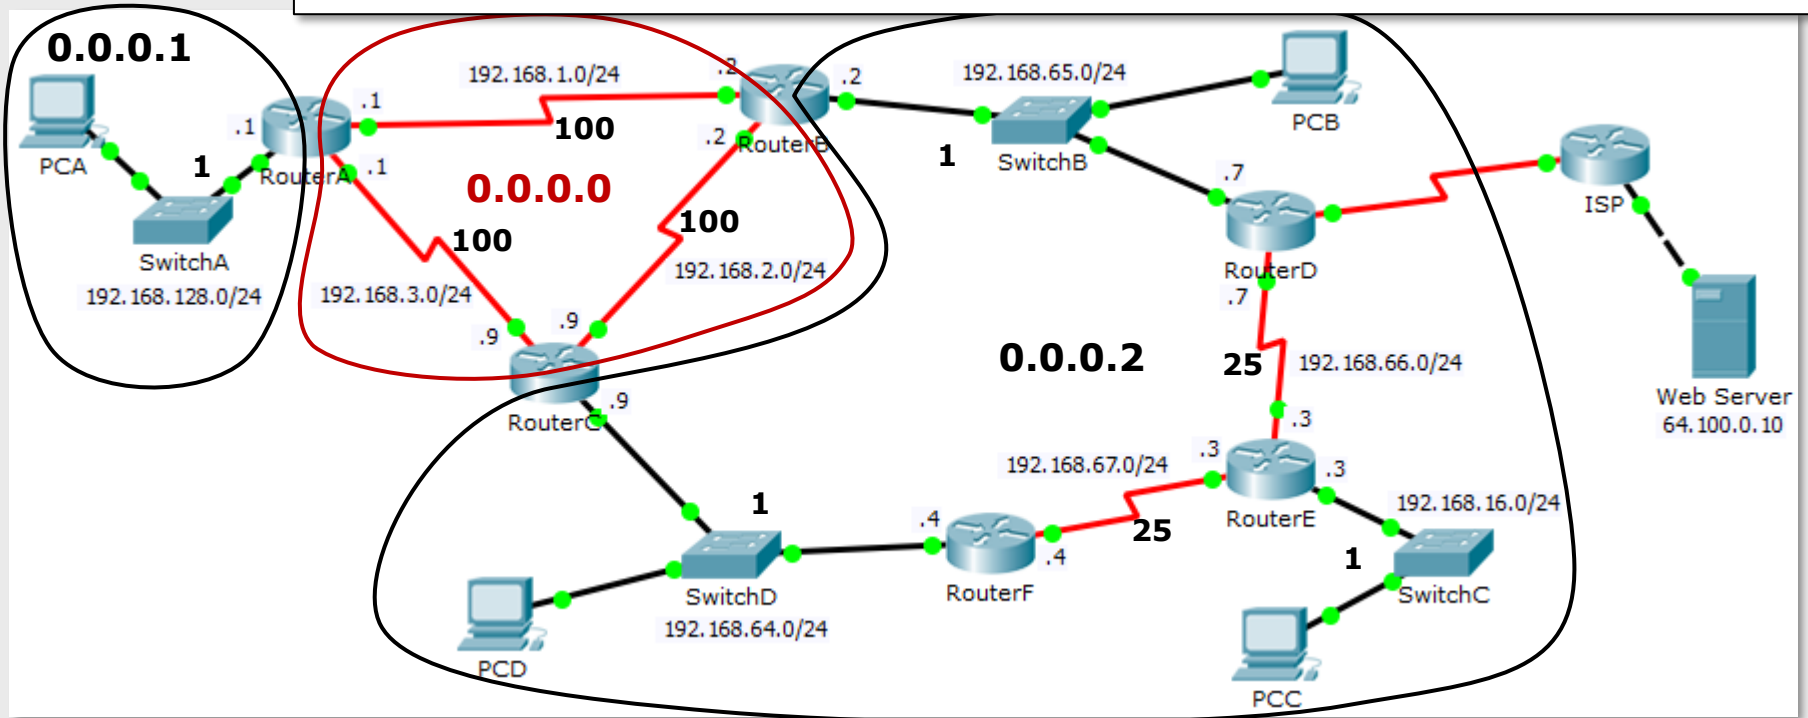 0.0.0.1
PCA
1
.1
RouterA
SwitchA
192.168.128.0/24
.1
.1
192.168.1.0/24
100
.2
.2
RouterB
.2
0.0.0.0
100
100
192.168.3.0/24
192.168.2.0/24
.9
.9
RouterC
.9
192.168.65.0/24
1
SwitchB
PCB
.7
RouterD
.7
ISP
Web Server
64.100.0.10
0.0.0.2
25
192.168.66.0/24
.3
.3
.3
RouterE
192.168.67.0/24
25
192.168.16.0/24
1
SwitchC
PCC
.4
.4
RouterF
1
SwitchD
192.168.64.0/24
PCD